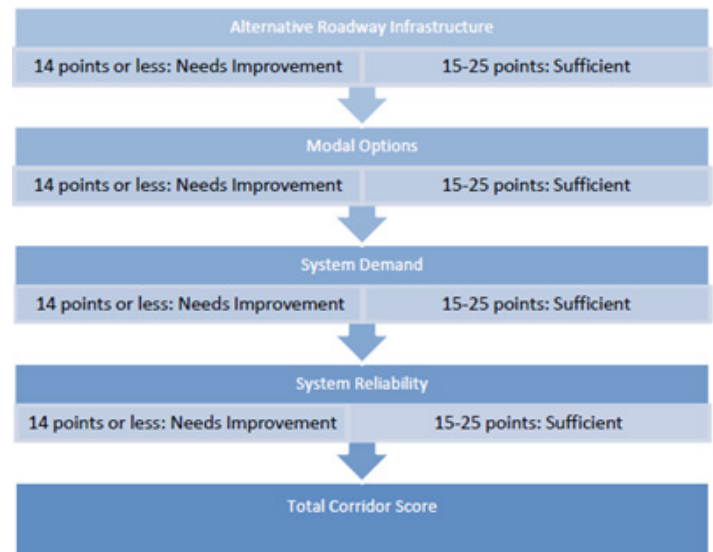 Alternative Roadway Infrastructure
14 points or less: Needs Improvement 15-25 points: Sufficient
Modal Options
14 points or less: Needs Improvement 15-25 points: Sufficient
System Demand
14 points or less: Needs Improvement 15-25 points: Sufficient
System Reliability
14 points or less: Needs Improvement 15-25 points: Sufficient
Total Corridor Score